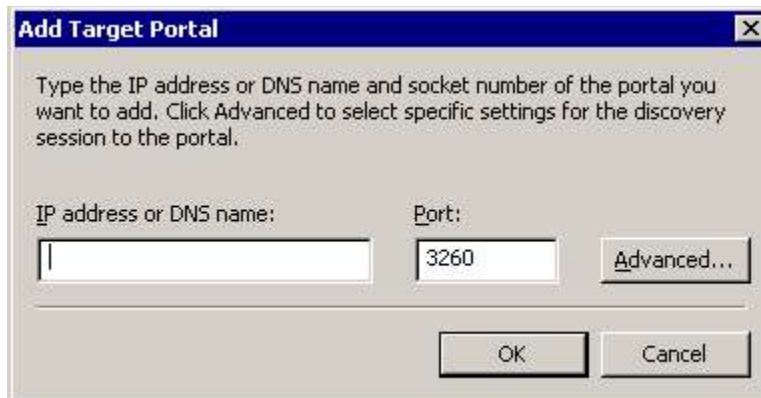 Add Target Portal
Type the IP address or DNS name and socket number of the portal you
want to add. Click Advanced to select specific settings for the discovery
session to the portal.
IP address or DNS name:
Port:
3260
Advanced...
OK
Cancel